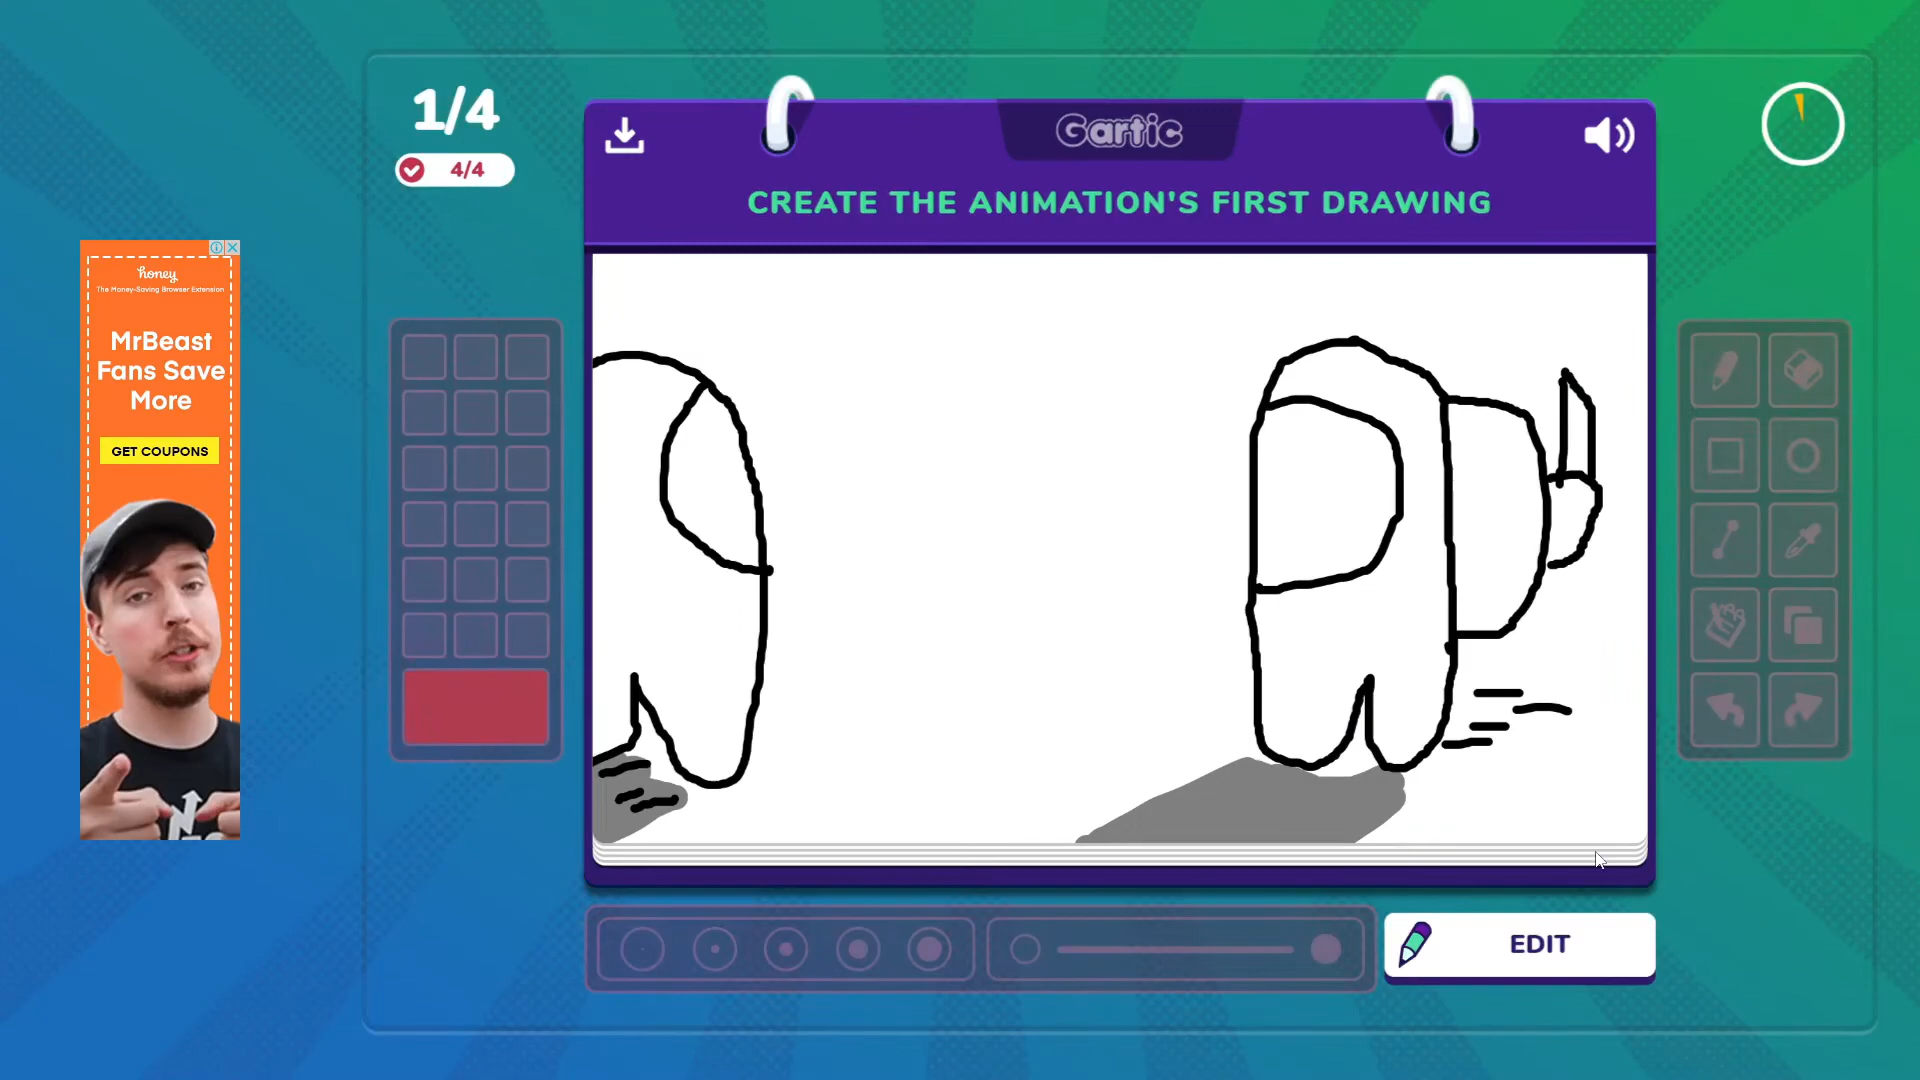 1/4
4/4
Gartic
CREATE THE ANIMATION'S FIRST DRAWING
honey
The Money-Saving Browser Extension
MrBeast
Fans Save
More
GET COUPONS
EDIT